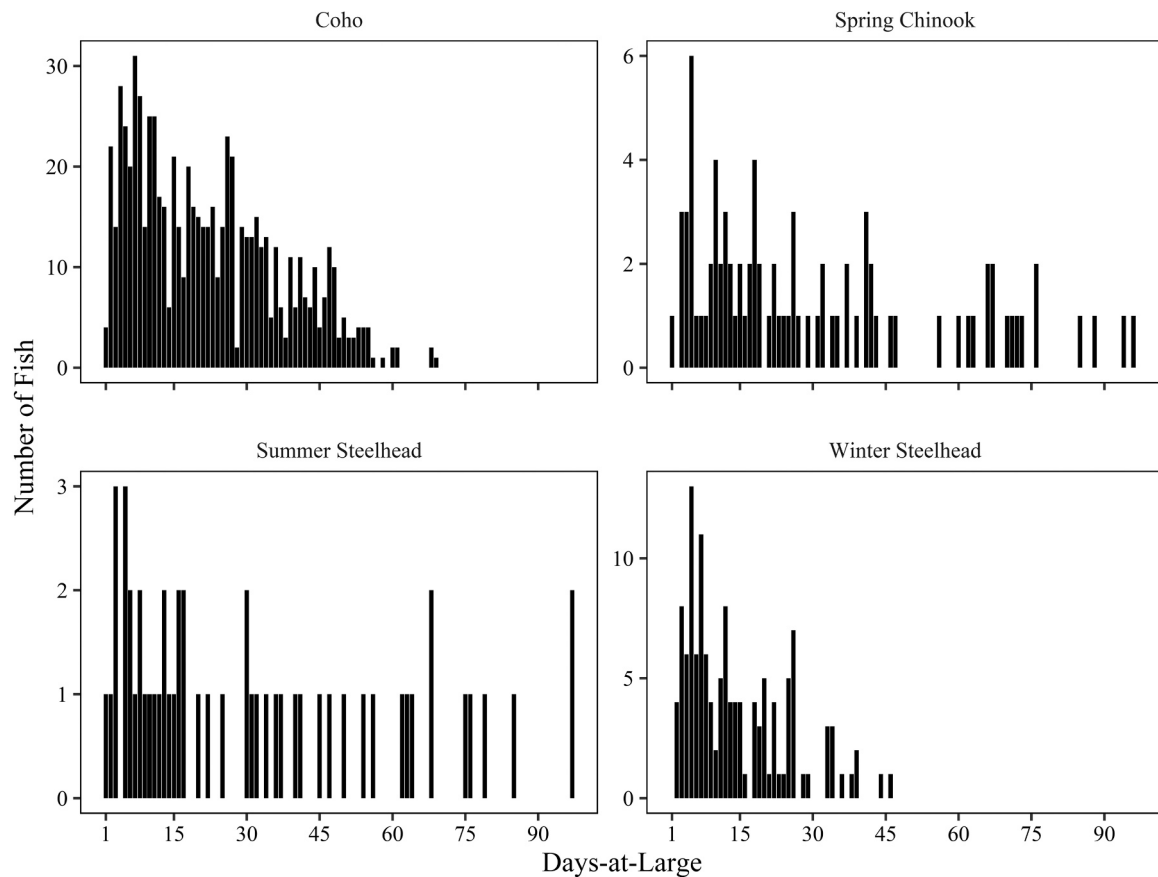 Coho
Spring Chinook
30
20
10
0
6
4
2
0
Number of Fish
Summer Steelhead
Winter Steelhead
3
2
1
0
10
5
0
1 15 30 45 60 75 90
1 15 30 45 60 75 90
Days-at-Large